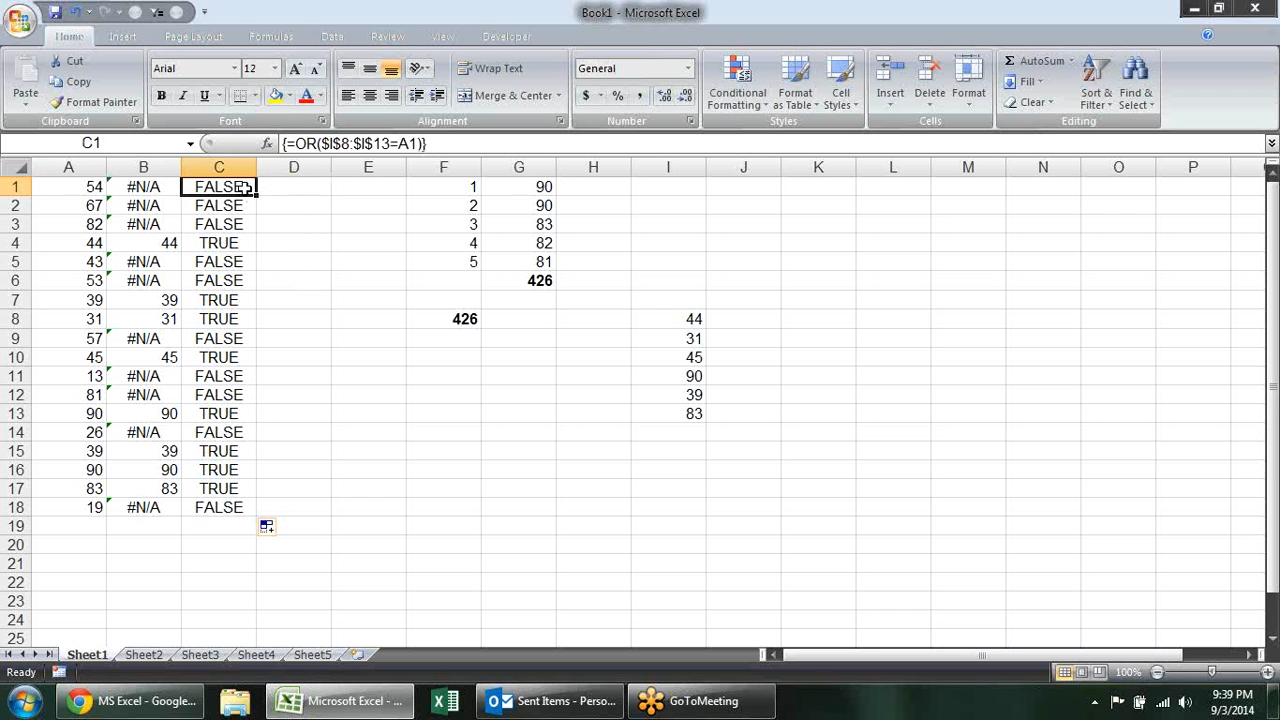 Book1 - Microsoft Excel
Home Insert Page Layout Formulas Data Review View Developer
Paste Cut Copy Format Painter Clipboard
Arial 12 B I U A Font
Wrap Text Merge & Center Alignment
General $ % , Number
Conditional Formatting Format as Table Cell Styles Styles
Insert Delete Format Cells
Σ AutoSum Fill Clear Sort & Filter Find & Select Editing
C1 fx {=OR($I$8:$I$13=A1)}
A B C D E F G H I J K L M N O P
1 54 #N/A FALSE 1 90
2 67 #N/A FALSE 2 90
3 82 #N/A FALSE 3 83
4 44 44 TRUE 4 82
5 43 #N/A FALSE 5 81
6 53 #N/A FALSE 426
7 39 39 TRUE
8 31 31 TRUE 426 44
9 57 #N/A FALSE 31
10 45 45 TRUE 45
11 13 #N/A FALSE 90
12 81 #N/A FALSE 39
13 90 90 TRUE 83
14 26 #N/A FALSE
15 39 39 TRUE
16 90 90 TRUE
17 83 83 TRUE
18 19 #N/A FALSE
19
20
21
22
23
24
25
Sheet1 Sheet2 Sheet3 Sheet4 Sheet5
Ready 100%
MS Excel - Google... Microsoft Excel - ... Sent Items - Perso... GoToMeeting
9:39 PM
9/3/2014